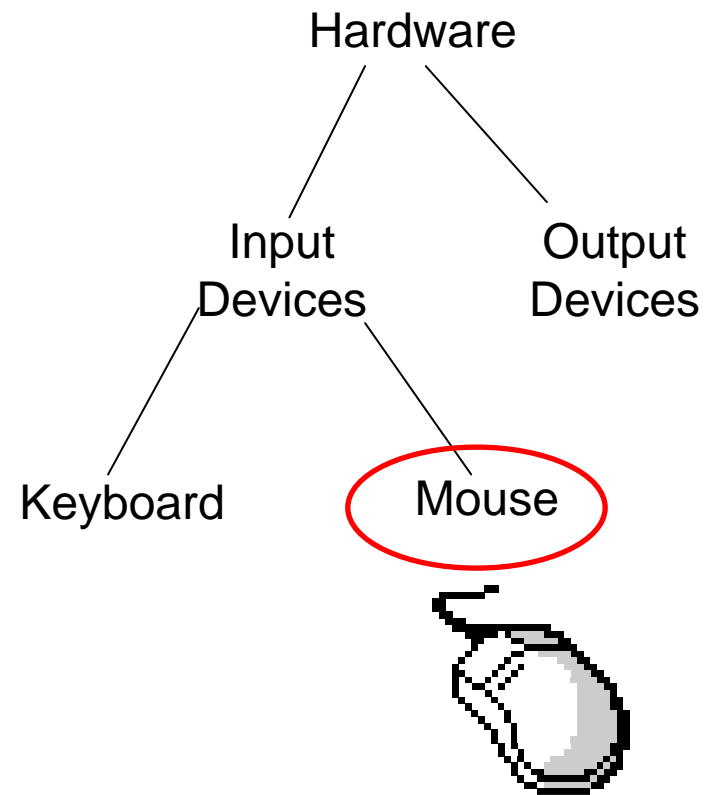 Hardware
Input
Devices
Output
Devices
Keyboard
Mouse